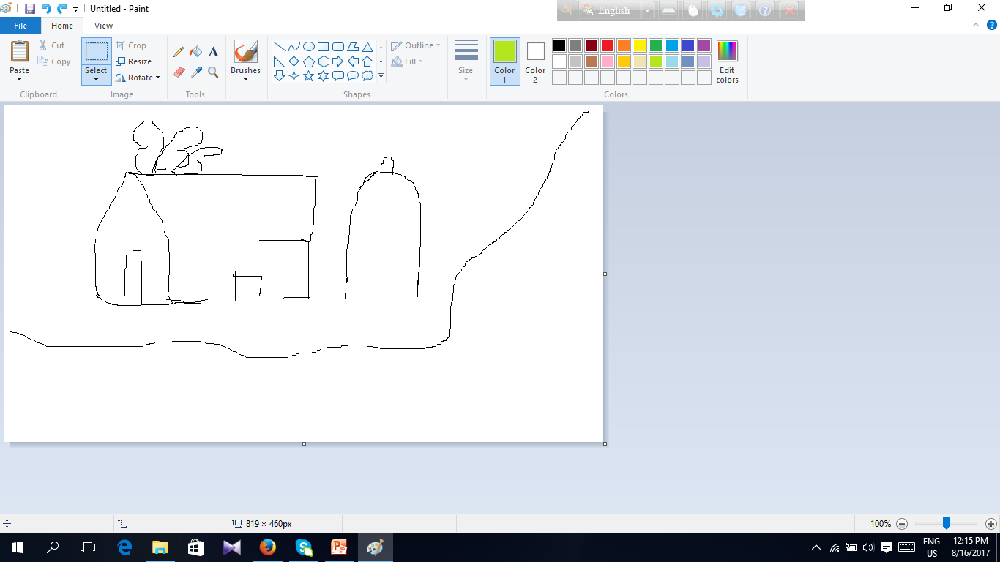 Untitled - Paint
English
File Home View
Paste
Cut
Copy
Clipboard
Select
Crop
Resize
Rotate
Image
A
Tools
Brushes
Outline
Fill
Shapes
Size
Color 1
Color 2
Edit colors
Colors
819 × 460px
100%
ENG US
12:15 PM
8/16/2017